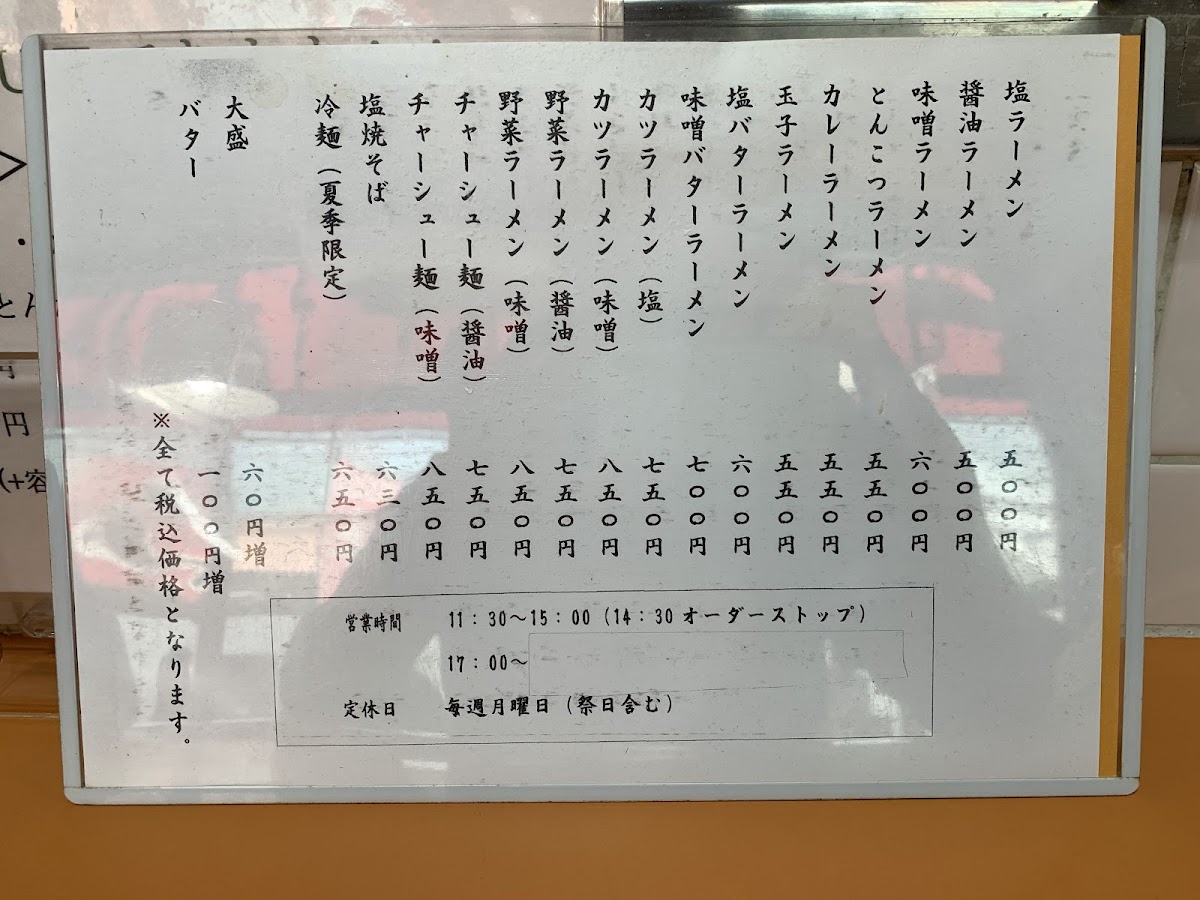 塩ラーメン 五〇〇円
醤油ラーメン 五〇〇円
味噌ラーメン 六〇〇円
とんこつラーメン 五五〇円
カレーラーメン 五五〇円
玉子ラーメン 五五〇円
塩バターラーメン 六〇〇円
味噌バターラーメン 七〇〇円
カツラーメン（塩） 七五〇円
カツラーメン（味噌） 八五〇円
野菜ラーメン（醤油） 七五〇円
野菜ラーメン（味噌） 八五〇円
チャーシュー麺（醤油） 七五〇円
チャーシュー麺（味噌） 八五〇円
塩焼そば 六三〇円
冷麺（夏季限定） 六五〇円
大盛 六〇円増
バター 一〇〇円増
※全て税込価格となります。
営業時間 11：30～15：00（14：30オーダーストップ）
17：00～
定休日 毎週月曜日（祭日含む）
とん
円
円
(+容